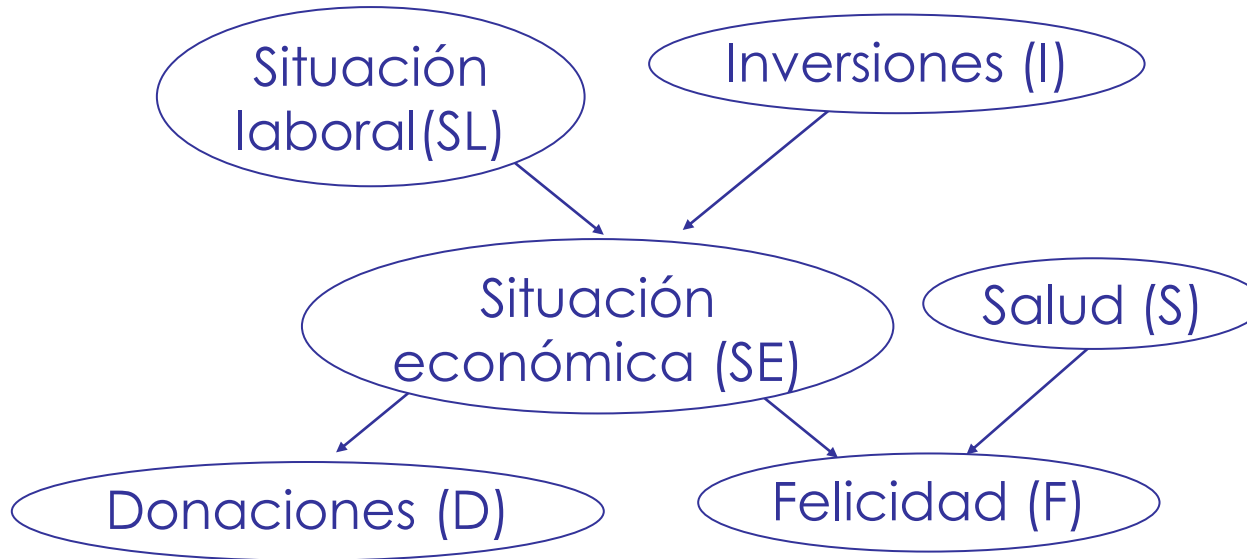 Situación
laboral(SL)
Inversiones (I)
Situación
económica (SE)
Salud (S)
Donaciones (D)
Felicidad (F)